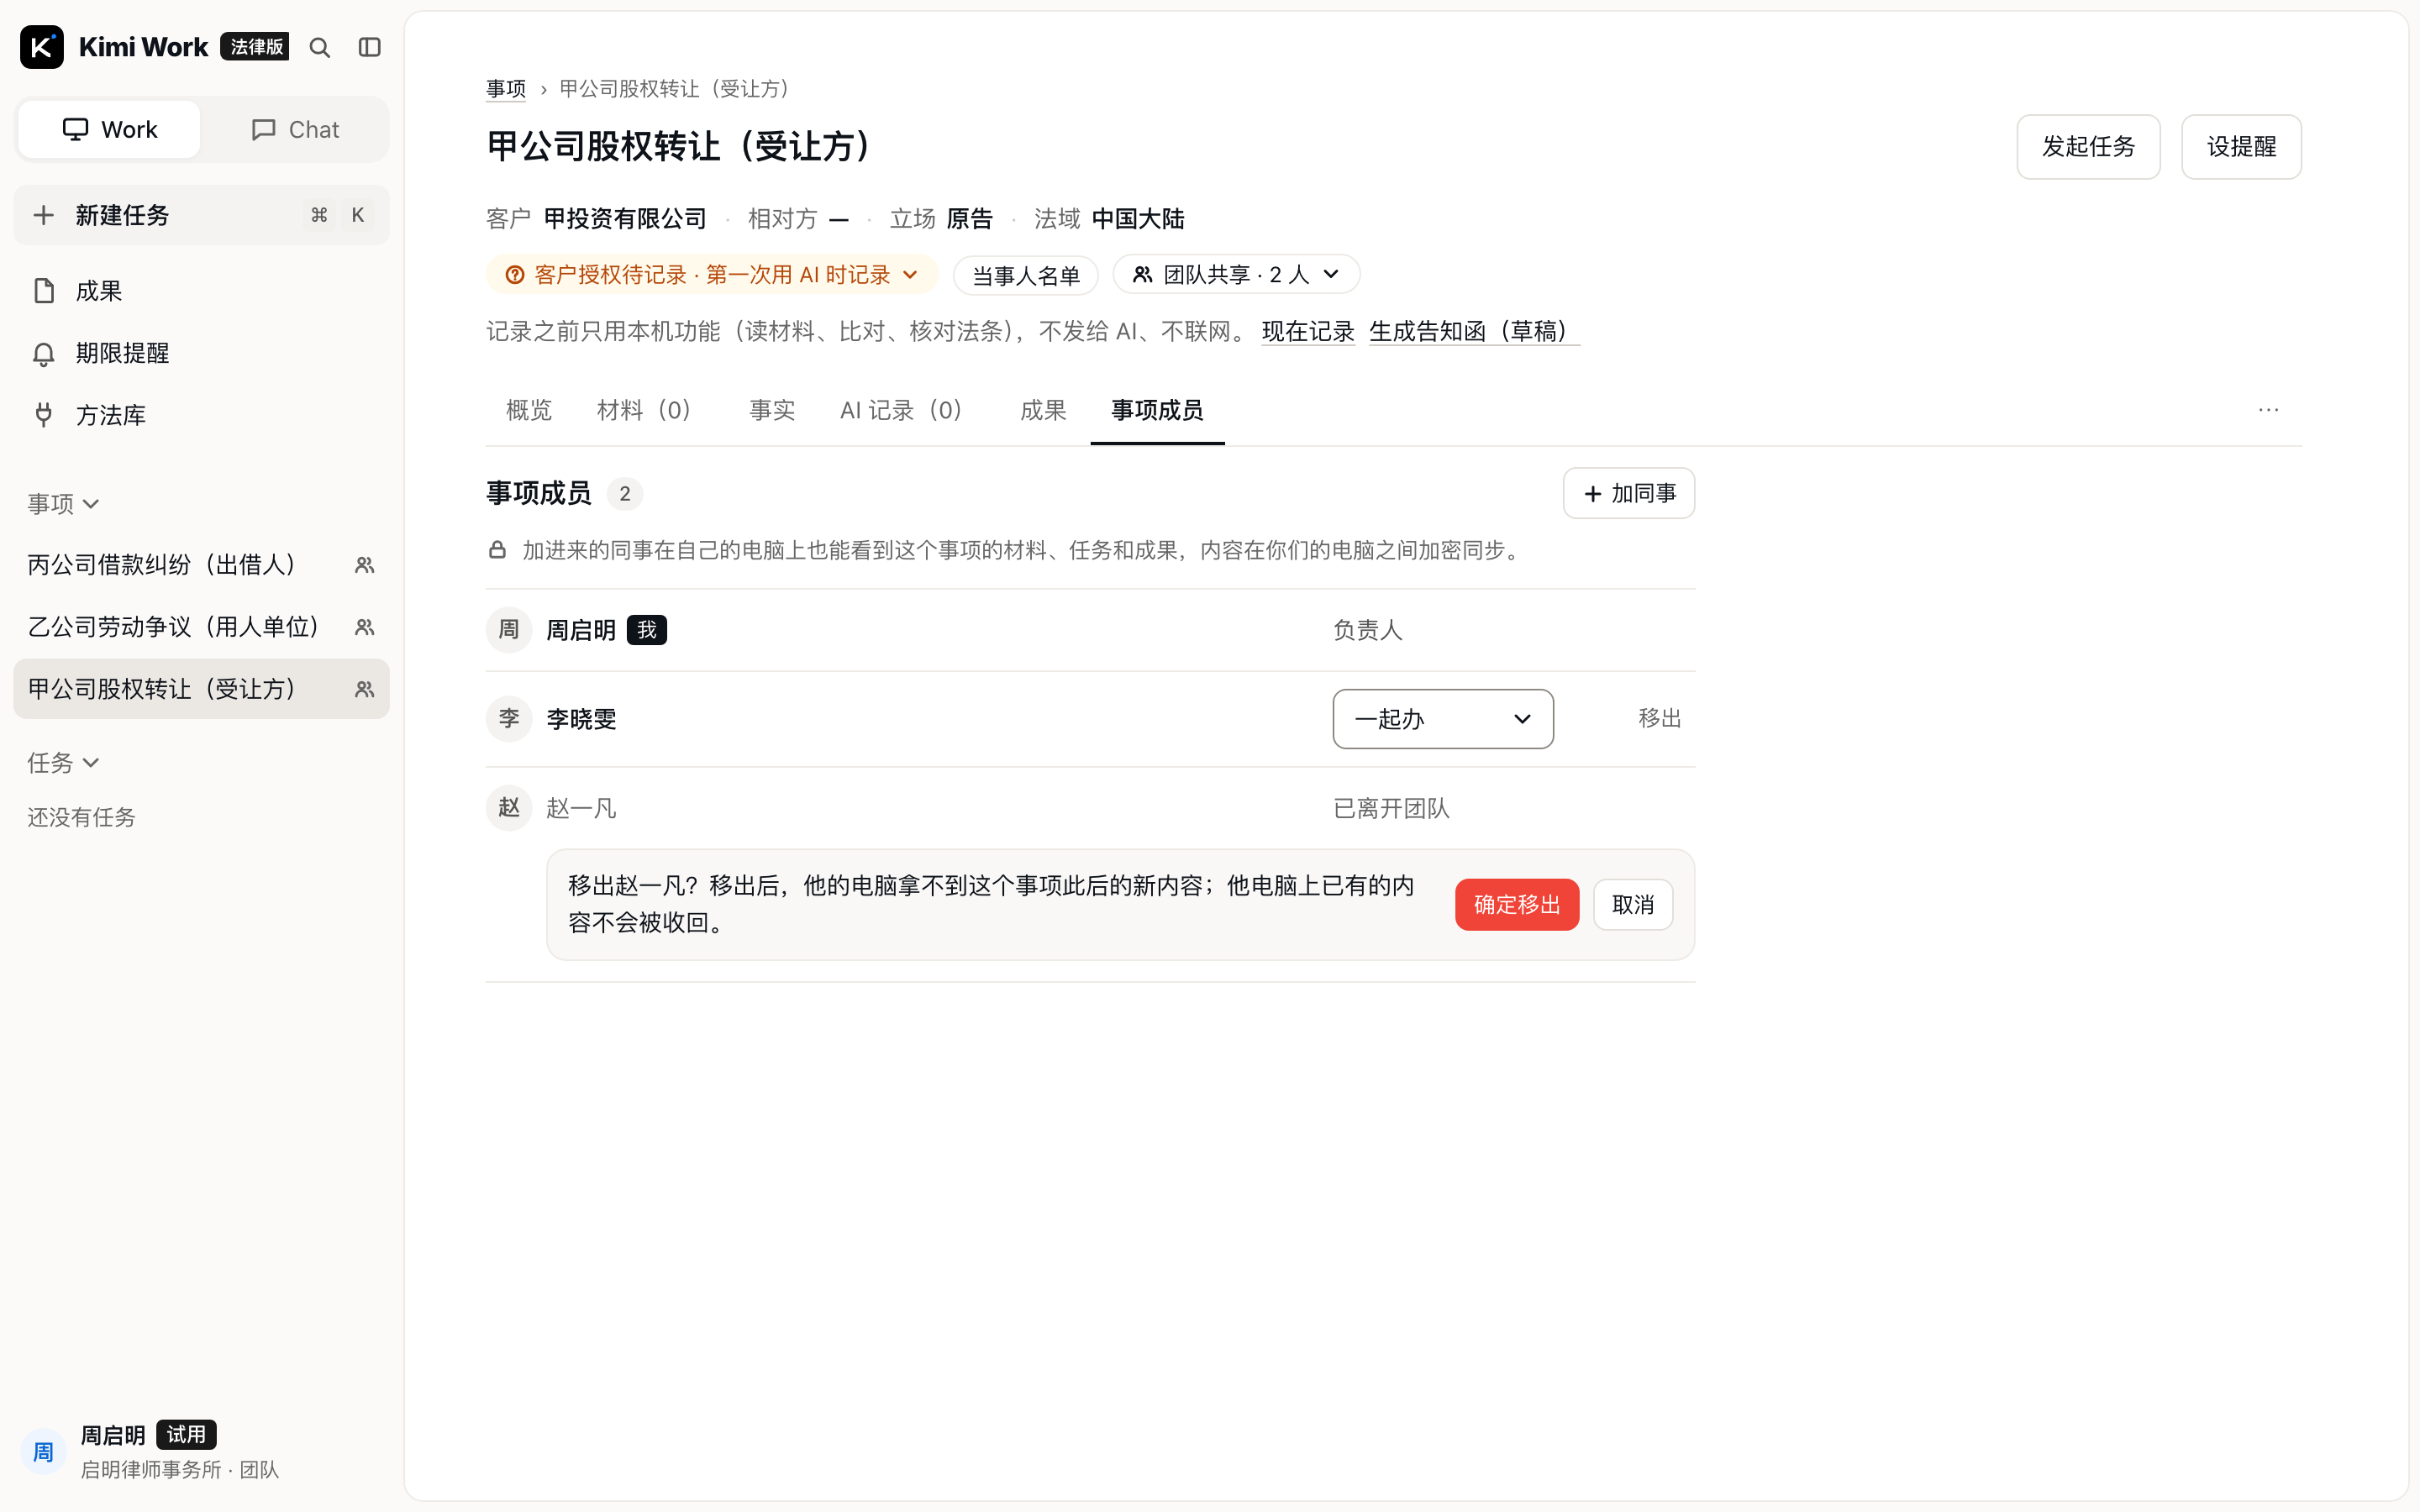 Kimi Work 法律版
Work
Chat
新建任务 ⌘ K
成果
期限提醒
方法库
事项
丙公司借款纠纷（出借人）
乙公司劳动争议（用人单位）
甲公司股权转让（受让方）
任务
还没有任务
周 周启明 试用
启明律师事务所 · 团队
事项 › 甲公司股权转让（受让方）
甲公司股权转让（受让方）
发起任务
设提醒
客户 甲投资有限公司 · 相对方 — · 立场 原告 · 法域 中国大陆
客户授权待记录 · 第一次用 AI 时记录
当事人名单
团队共享 · 2 人
记录之前只用本机功能（读材料、比对、核对法条），不发给 AI、不联网。 现在记录 生成告知函（草稿）
概览 材料（0） 事实 AI 记录（0） 成果 事项成员 ···
事项成员 2
+ 加同事
加进来的同事在自己的电脑上也能看到这个事项的材料、任务和成果，内容在你们的电脑之间加密同步。
周 周启明 我 负责人
李 李晓雯 一起办 移出
赵 赵一凡 已离开团队
移出赵一凡？移出后，他的电脑拿不到这个事项此后的新内容；他电脑上已有的内
容不会被收回。
确定移出
取消